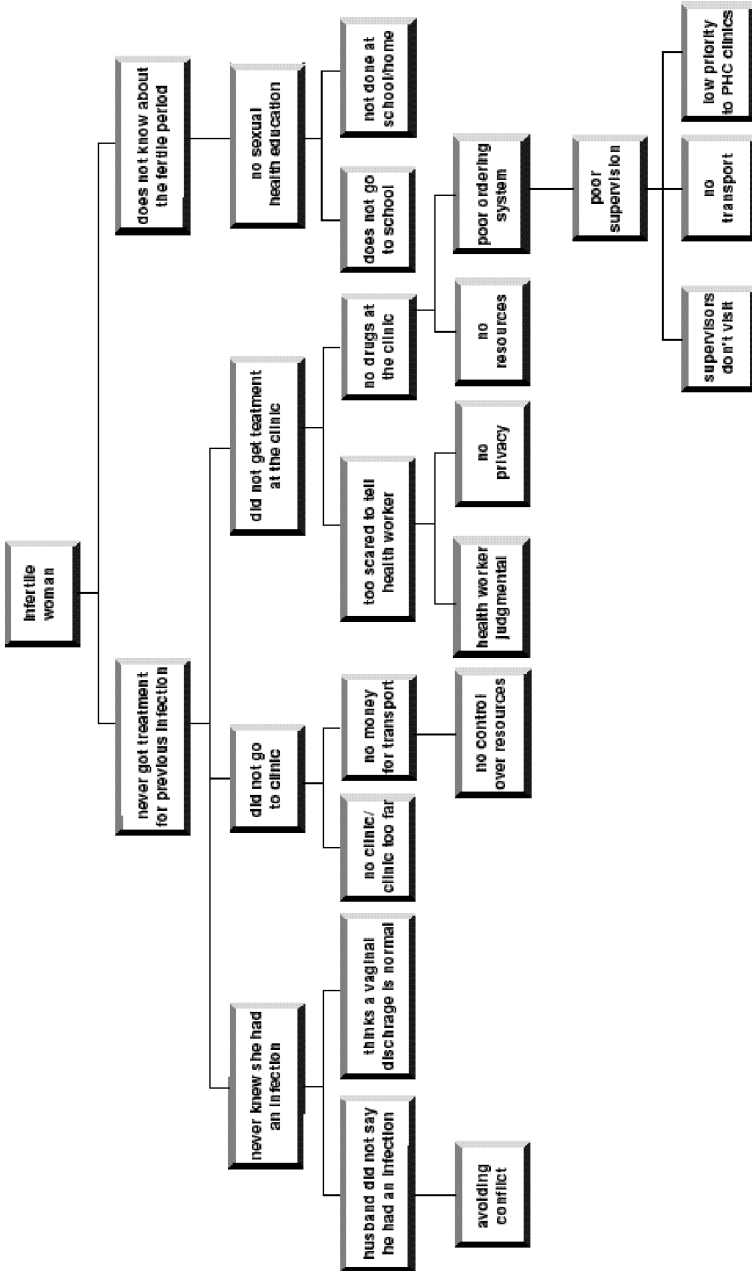 Infertile
woman
never got treatment
for previous infection
does not know about
the fertile period
never knew she had
an infection
did not go
to clinic
did not get teatment
at the clinic
no sexual
health education
husband did not say
he had an infection
thinks a vaginal
dischrage is normal
no clinic/
clinic too far
no money
for transport
too scared to tell
health worker
no drugs at
the clinic
does not go
to school
not done at
school/home
avoiding
conflict
no control
over resources
health worker
judgmental
no
privacy
no
resources
poor ordering
system
poor
supervision
supervisors
don't visit
no
transport
low priority
to PHC clinics